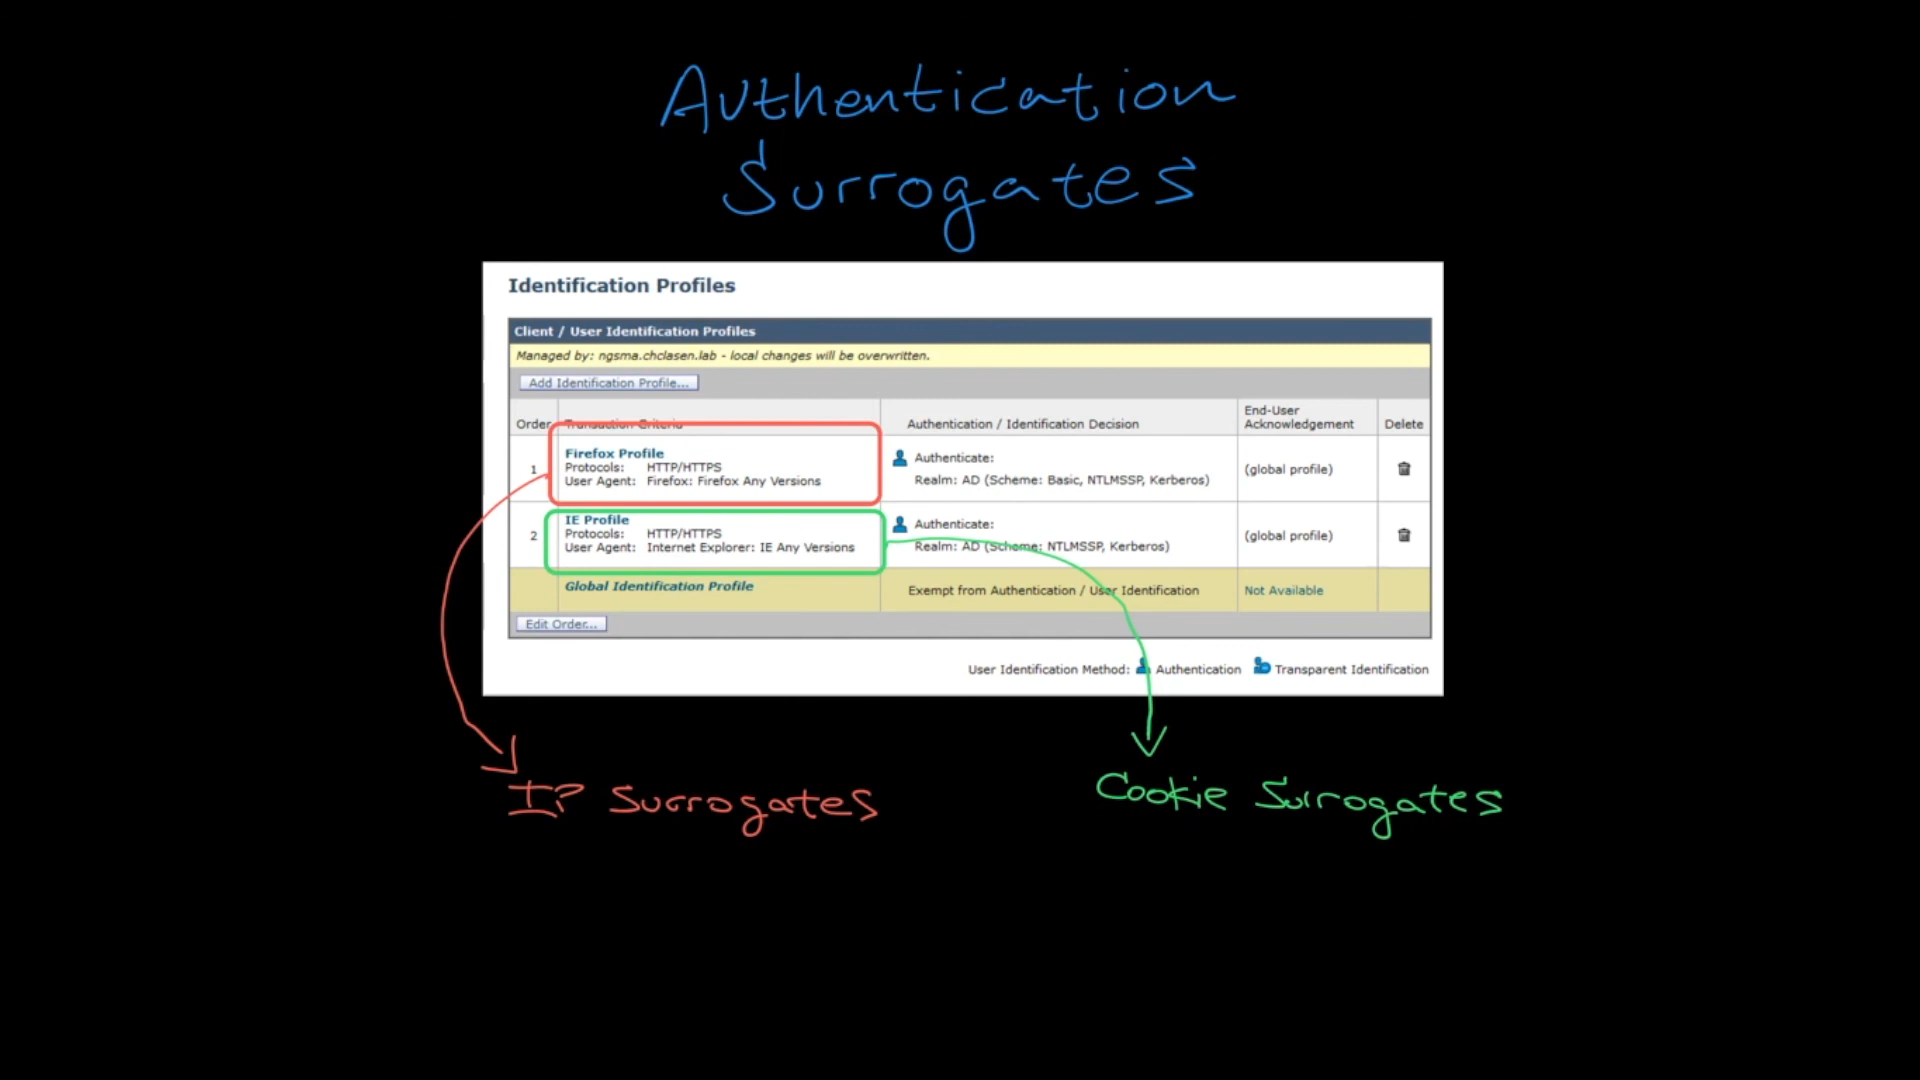 Authentication
Surrogates
Identification Profiles
Client / User Identification Profiles
Managed by: ngsma.chclasen.lab - local changes will be overwritten.
Add Identification Profile...
Order Transaction Criteria Authentication / Identification Decision End-User Acknowledgement Delete
1 Firefox Profile
Protocols: HTTP/HTTPS
User Agent: Firefox: Firefox Any Versions
Authenticate:
Realm: AD (Scheme: Basic, NTLMSSP, Kerberos)
(global profile)
2 IE Profile
Protocols: HTTP/HTTPS
User Agent: Internet Explorer: IE Any Versions
Authenticate:
Realm: AD (Scheme: NTLMSSP, Kerberos)
(global profile)
Global Identification Profile Exempt from Authentication / User Identification Not Available
Edit Order...
User Identification Method: Authentication Transparent Identification
IP Surrogates
Cookie Surrogates